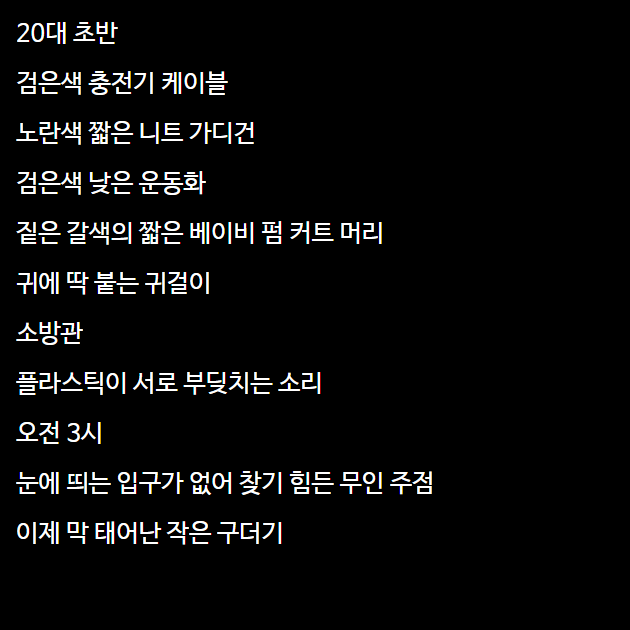 20대 초반
검은색 충전기 케이블
노란색 짧은 니트 가디건
검은색 낮은 운동화
짙은 갈색의 짧은 베이비 펌 커트 머리
귀에 딱 붙는 귀걸이
소방관
플라스틱이 서로 부딪치는 소리
오전 3시
눈에 띄는 입구가 없어 찾기 힘든 무인 주점
이제 막 태어난 작은 구더기